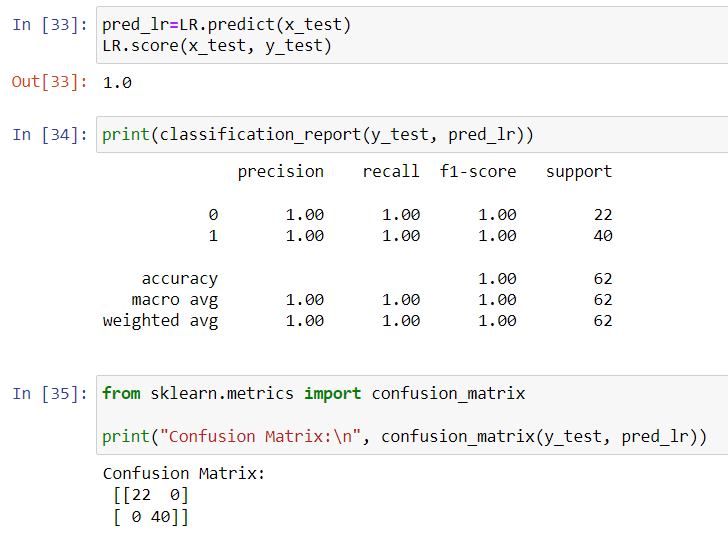 In [33]: pred_lr=LR.predict(x_test)
LR.score(x_test, y_test)
Out[33]: 1.0
In [34]: print(classification_report(y_test, pred_lr))
precision recall f1-score support
0 1.00 1.00 1.00 22
1 1.00 1.00 1.00 40
accuracy 1.00 62
macro avg 1.00 1.00 1.00 62
weighted avg 1.00 1.00 1.00 62
In [35]: from sklearn.metrics import confusion_matrix
print("Confusion Matrix:\n", confusion_matrix(y_test, pred_lr))
Confusion Matrix:
[[22 0]
[ 0 40]]